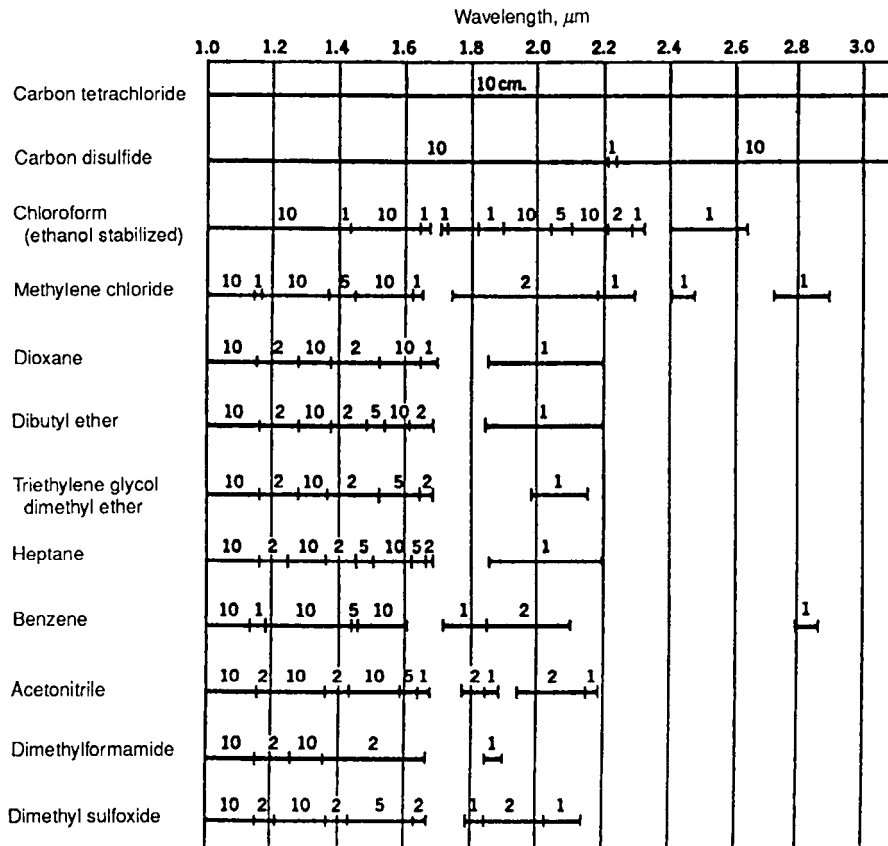 Wavelength, μm
1.0 1.2 1.4 1.6 1.8 2.0 2.2 2.4 2.6 2.8 3.0
Carbon tetrachloride 10 cm.
Carbon disulfide 10 1 10
Chloroform 10 1 10 1 1 1 10 5 10 2 1 1
(ethanol stabilized)
Methylene chloride 10 1 10 5 10 1 2 1 1 1
Dioxane 10 2 10 2 10 1 1
Dibutyl ether 10 2 10 2 5 10 2 1
Triethylene glycol 10 2 10 2 5 2 1
dimethyl ether
Heptane 10 2 10 2 5 10 5 2 1
Benzene 10 1 10 5 10 1 2 1
Acetonitrile 10 2 10 2 10 5 1 2 1 2 1
Dimethylformamide 10 2 10 2 1
Dimethyl sulfoxide 10 2 10 2 5 2 1 2 1